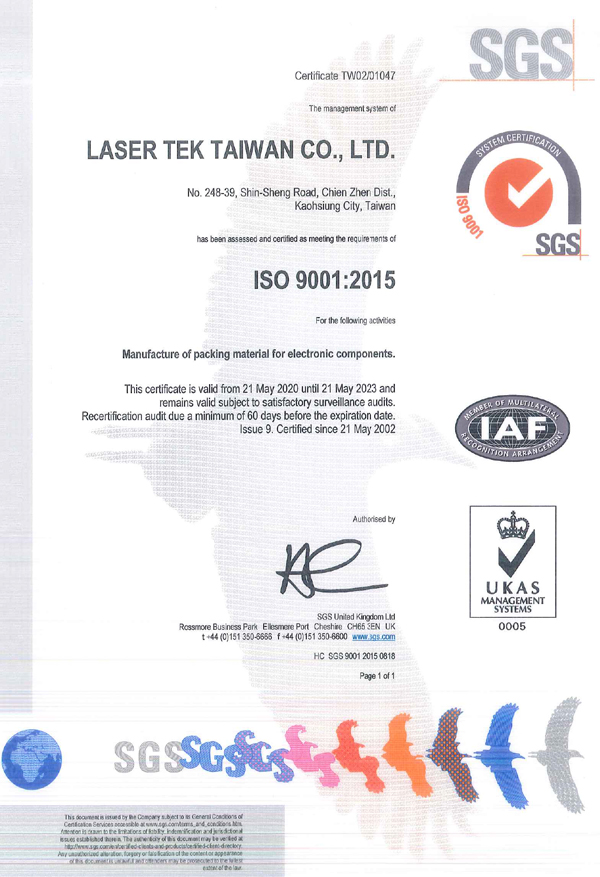 SGS
Certificate TW02/01047
The management system of
LASER TEK TAIWAN CO., LTD.
No. 248-39, Shin-Sheng Road, Chien Zhen Dist.,
Kaohsiung City, Taiwan
has been assessed and certified as meeting the requirements of
ISO 9001:2015
For the following activities
Manufacture of packing material for electronic components.
This certificate is valid from 21 May 2020 until 21 May 2023 and
remains valid subject to satisfactory surveillance audits.
Recertification audit due a minimum of 60 days before the expiration date.
Issue 9. Certified since 21 May 2002
SYSTEM CERTIFICATION
ISO 9001
SGS
MEMBER OF MULTILATERAL
IAF
RECOGNITION ARRANGEMENT
Authorised by
SGS United Kingdom Ltd
Rossmore Business Park Ellesmere Port Cheshire CH65 3EN UK
t +44 (0)151 350-6666 f +44 (0)151 350-6600 www.sgs.com
HC SGS 9001 2015 0818
Page 1 of 1
UKAS
MANAGEMENT
SYSTEMS
0005
SGS SGS SGS
This document is issued by the Company subject to its General Conditions of
Certification Services accessible at www.sgs.com/terms_and_conditions.htm.
Attention is drawn to the limitations of liability, indemnification and jurisdictional
issues established therein. The authenticity of this document may be verified at
http://www.sgs.com/en/certified-clients-and-products/certified-client-directory.
Any unauthorized alteration, forgery or falsification of the content or appearance
of this document is unlawful and offenders may be prosecuted to the fullest
extent of the law.